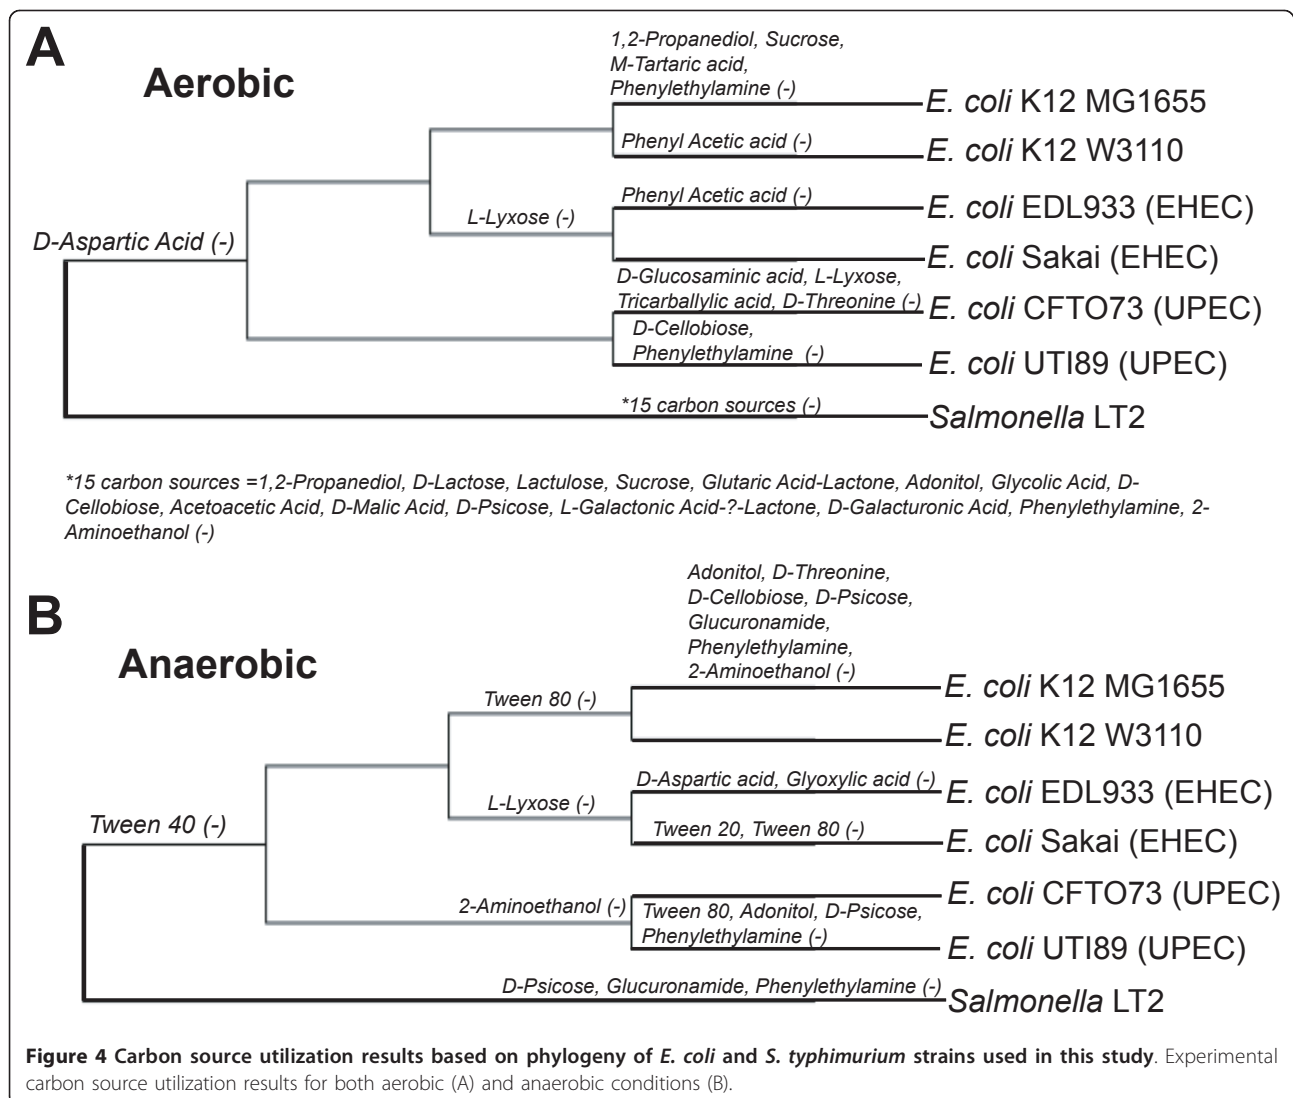 A
Aerobic
1,2-Propanediol, Sucrose,
M-Tartaric acid,
Phenylethylamine (-)
E. coli K12 MG1655
Phenyl Acetic acid (-)
E. coli K12 W3110
Phenyl Acetic acid (-)
E. coli EDL933 (EHEC)
L-Lyxose (-)
D-Aspartic Acid (-)
E. coli Sakai (EHEC)
D-Glucosaminic acid, L-Lyxose,
Tricarballylic acid, D-Threonine (-)
E. coli CFTO73 (UPEC)
D-Cellobiose,
Phenylethylamine (-)
E. coli UTI89 (UPEC)
*15 carbon sources (-)
Salmonella LT2
*15 carbon sources =1,2-Propanediol, D-Lactose, Lactulose, Sucrose, Glutaric Acid-Lactone, Adonitol, Glycolic Acid, D-
Cellobiose, Acetoacetic Acid, D-Malic Acid, D-Psicose, L-Galactonic Acid-?-Lactone, D-Galacturonic Acid, Phenylethylamine, 2-
Aminoethanol (-)
B
Anaerobic
Adonitol, D-Threonine,
D-Cellobiose, D-Psicose,
Glucuronamide,
Phenylethylamine,
2-Aminoethanol (-)
E. coli K12 MG1655
Tween 80 (-)
E. coli K12 W3110
D-Aspartic acid, Glyoxylic acid (-)
E. coli EDL933 (EHEC)
L-Lyxose (-)
Tween 20, Tween 80 (-)
E. coli Sakai (EHEC)
Tween 40 (-)
E. coli CFTO73 (UPEC)
2-Aminoethanol (-)
Tween 80, Adonitol, D-Psicose,
Phenylethylamine (-)
E. coli UTI89 (UPEC)
D-Psicose, Glucuronamide, Phenylethylamine (-)
Salmonella LT2
Figure 4 Carbon source utilization results based on phylogeny of E. coli and S. typhimurium strains used in this study. Experimental
carbon source utilization results for both aerobic (A) and anaerobic conditions (B).